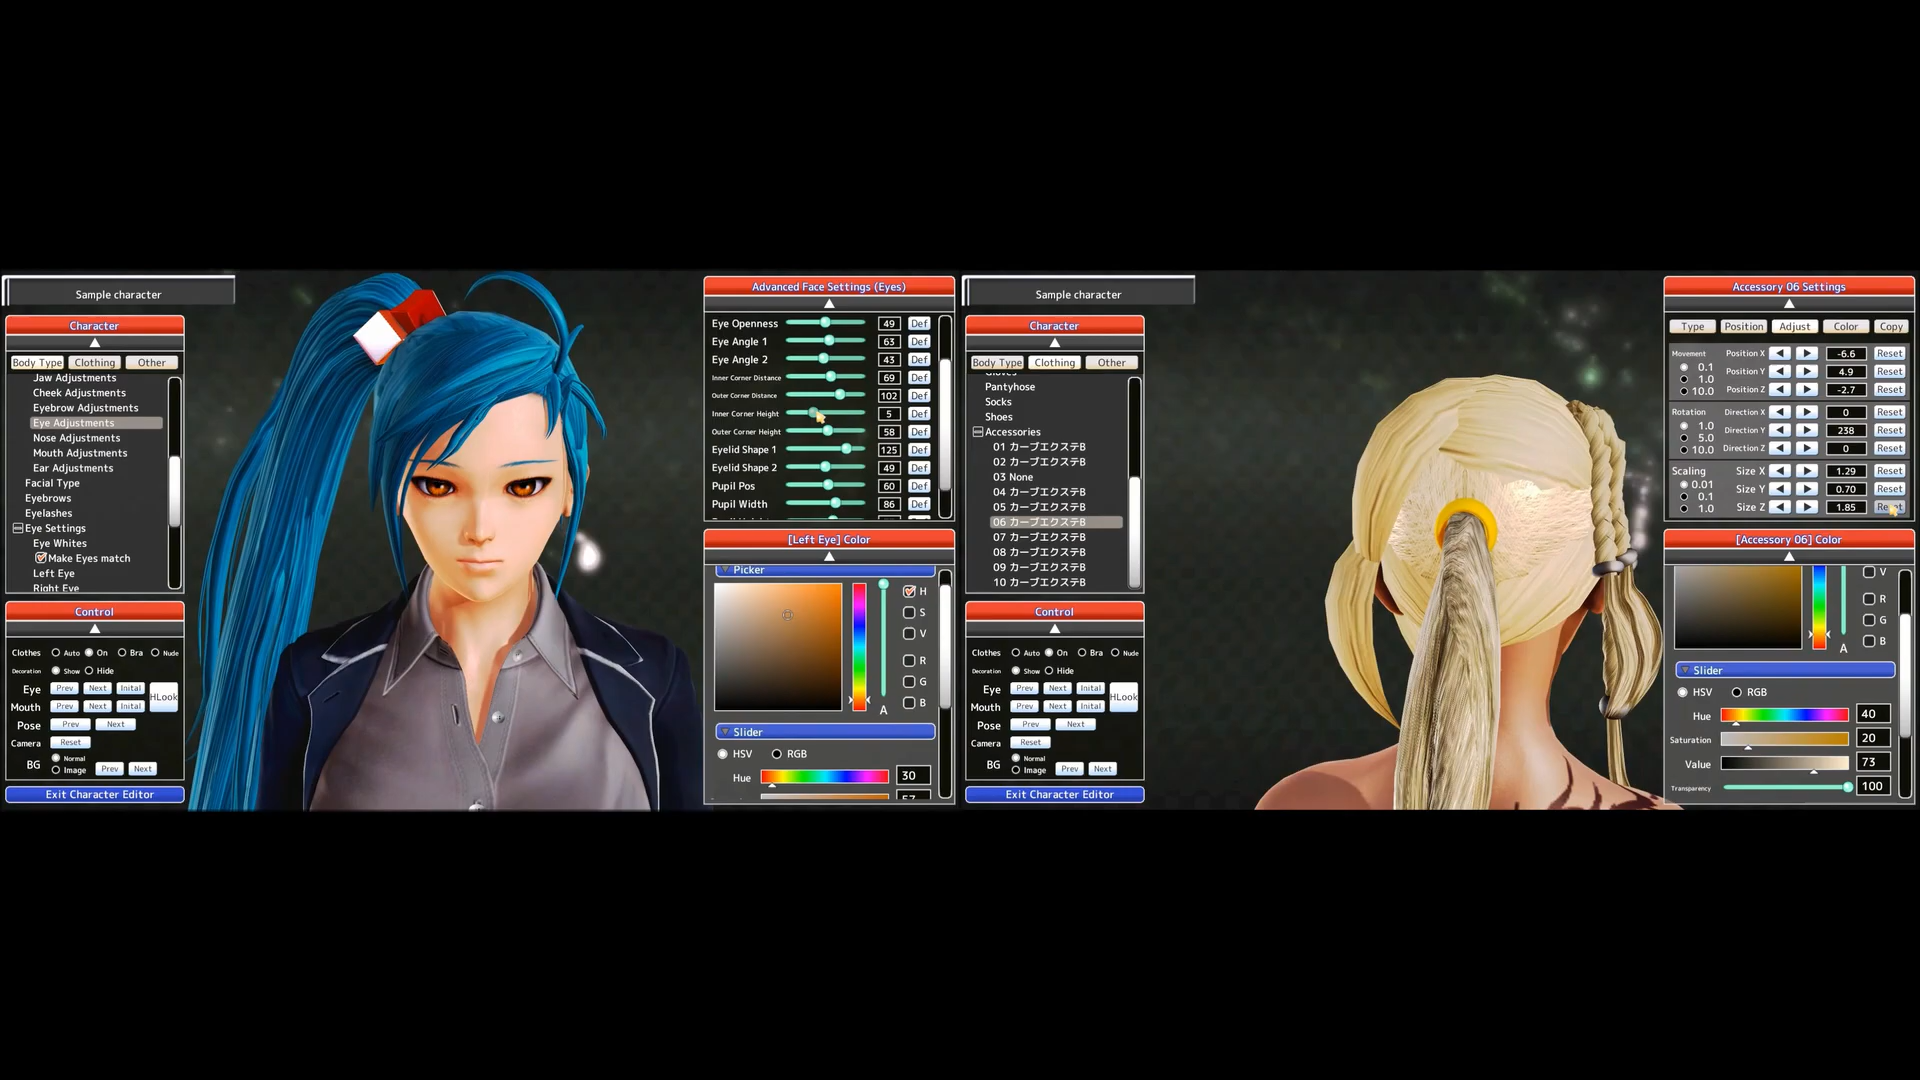 Sample character
Character
Body Type Clothing Other
Jaw Adjustments
Cheek Adjustments
Eyebrow Adjustments
Eye Adjustments
Nose Adjustments
Mouth Adjustments
Ear Adjustments
Facial Type
Eyebrows
Eyelashes
Eye Settings
Eye Whites
Make Eyes match
Left Eye
Right Eye
Control
Clothes Auto On Bra Nude
Decoration Show Hide
Eye Prev Next Inital HLook
Mouth Prev Next Inital
Pose Prev Next
Camera Reset
BG Normal
Image Prev Next
Exit Character Editor
Advanced Face Settings (Eyes)
Eye Openness 49 Def
Eye Angle 1 63 Def
Eye Angle 2 43 Def
Inner Corner Distance 69 Def
Outer Corner Distance 102 Def
Inner Corner Height 5 Def
Outer Corner Height 58 Def
Eyelid Shape 1 125 Def
Eyelid Shape 2 49 Def
Pupil Pos 60 Def
Pupil Width 86 Def
[Left Eye] Color
Picker
H
S
V
R
G
B
A
Slider
HSV RGB
Hue 30
57
Sample character
Character
Body Type Clothing Other
Gloves
Pantyhose
Socks
Shoes
Accessories
01 カーブエクステB
02 カーブエクステB
03 None
04 カーブエクステB
05 カーブエクステB
06 カーブエクステB
07 カーブエクステB
08 カーブエクステB
09 カーブエクステB
10 カーブエクステB
Control
Clothes Auto On Bra Nude
Decoration Show Hide
Eye Prev Next Inital HLook
Mouth Prev Next Inital
Pose Prev Next
Camera Reset
BG Normal
Image Prev Next
Exit Character Editor
Accessory 06 Settings
Type Position Adjust Color Copy
Movement Position X -6.6 Reset
0.1 Position Y 4.9 Reset
1.0
10.0 Position Z -2.7 Reset
Rotation Direction X 0 Reset
1.0 Direction Y 238 Reset
5.0
10.0 Direction Z 0 Reset
Scaling Size X 1.29 Reset
0.01 Size Y 0.70 Reset
0.1
1.0 Size Z 1.85 Reset
[Accessory 06] Color
V
R
G
B
A
Slider
HSV RGB
Hue 40
Saturation 20
Value 73
Transparency 100